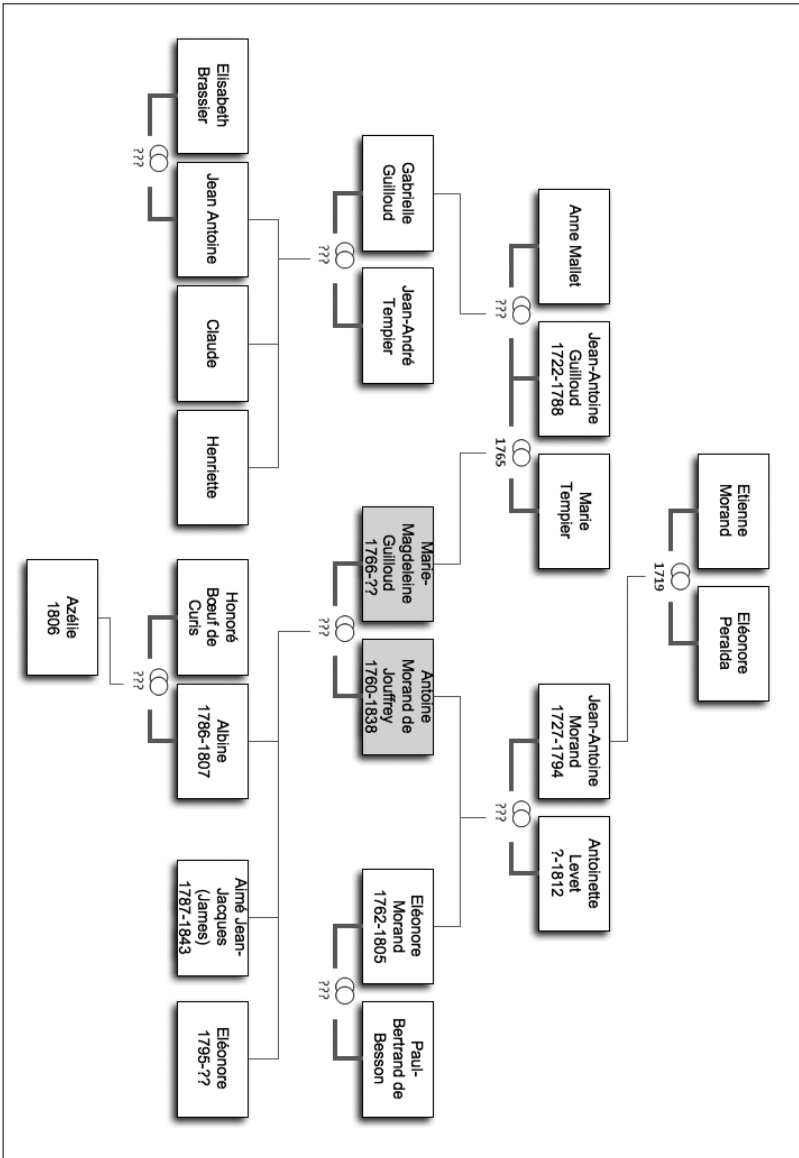 Etienne
Morand
Eléonore
Peralda
1719
Anne Mallet
Jean-Antoine
Guilloud
1722-1788
Marie
Tempier
Jean-Antoine
Morand
1727-1794
Antoinette
Levet
?-1812
???
1765
???
Gabrielle
Guilloud
Jean-André
Tempier
Marie-
Magdeleine
Guilloud
1766-??
Antoine
Morand de
Jouffrey
1760-1838
Eléonore
Morand
1762-1805
Paul-
Bertrand de
Besson
???
???
???
Elisabeth
Brassier
Jean Antoine
Claude
Henriette
Honoré
Bœuf de
Curis
Albine
1786-1807
Aimé Jean-
Jacques
(James)
1787-1843
Eléonore
1795-??
???
???
Azélie
1806